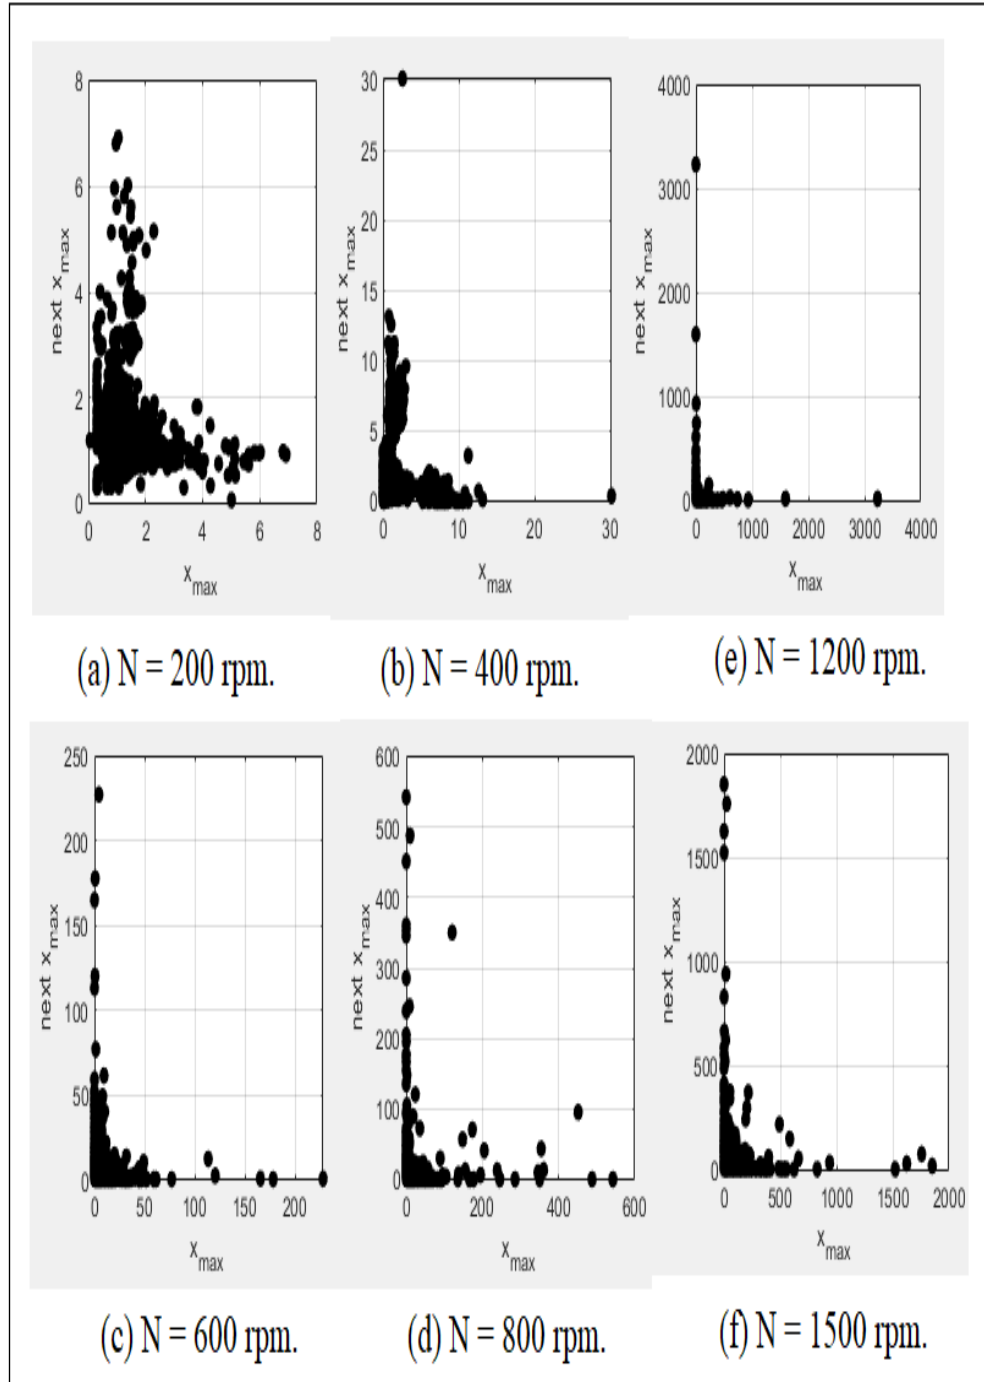 8
6
4
2
0
next x_max
0 2 4 6 8
x_max
(a) N = 200 rpm.
30
25
20
15
10
5
0
next x_max
0 10 20 30
x_max
(b) N = 400 rpm.
4000
3000
2000
1000
0
next x_max
0 1000 2000 3000 4000
x_max
(e) N = 1200 rpm.
250
200
150
100
50
0
next x_max
0 50 100 150 200
x_max
(c) N = 600 rpm.
600
500
400
300
200
100
0
next x_max
0 200 400 600
x_max
(d) N = 800 rpm.
2000
1500
1000
500
0
next x_max
0 500 1000 1500 2000
x_max
(f) N = 1500 rpm.